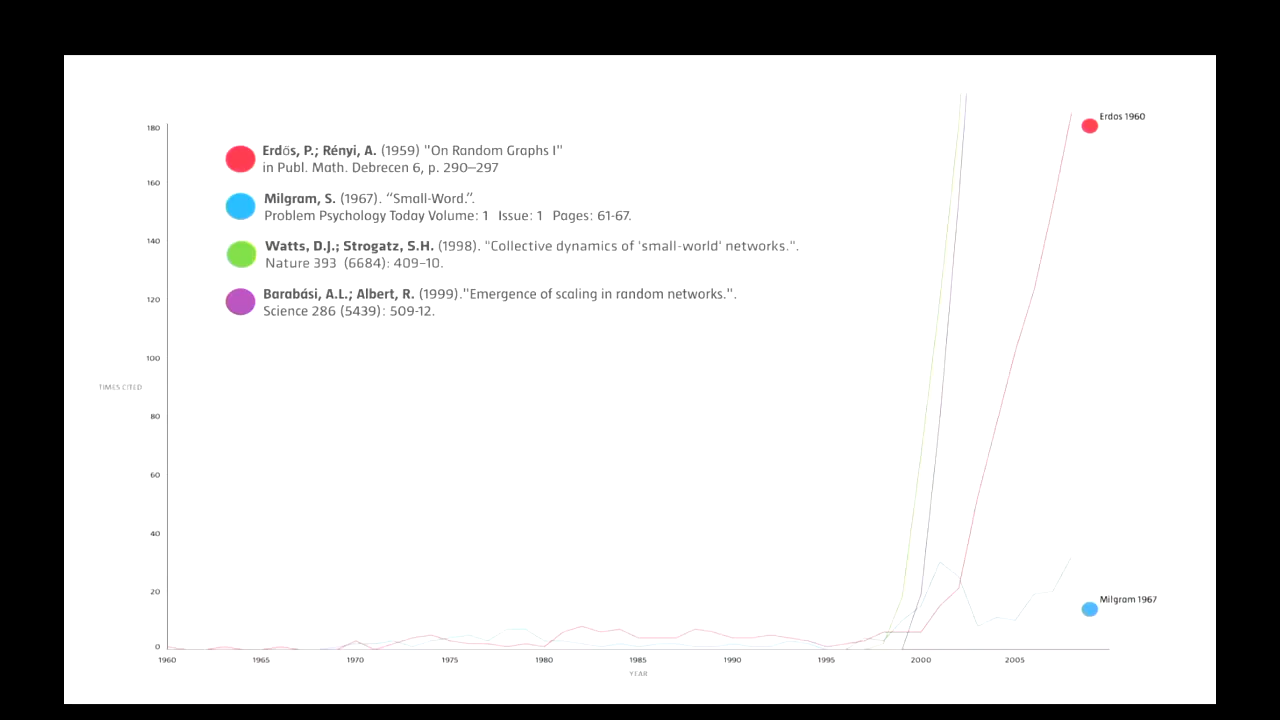 Erdos 1960
180
Erdős, P.; Rényi, A. (1959) "On Random Graphs I"
in Publ. Math. Debrecen 6, p. 290–297
160
Milgram, S. (1967). “Small-Word.”.
Problem Psychology Today Volume: 1 Issue: 1 Pages: 61-67.
140
Watts, D.J.; Strogatz, S.H. (1998). "Collective dynamics of 'small-world' networks.".
Nature 393 (6684): 409–10.
120
Barabási, A.L.; Albert, R. (1999)."Emergence of scaling in random networks.".
Science 286 (5439): 509-12.
100
TIMES CITED
80
60
40
20
Milgram 1967
0
1960 1965 1970 1975 1980 1985 1990 1995 2000 2005
YEAR